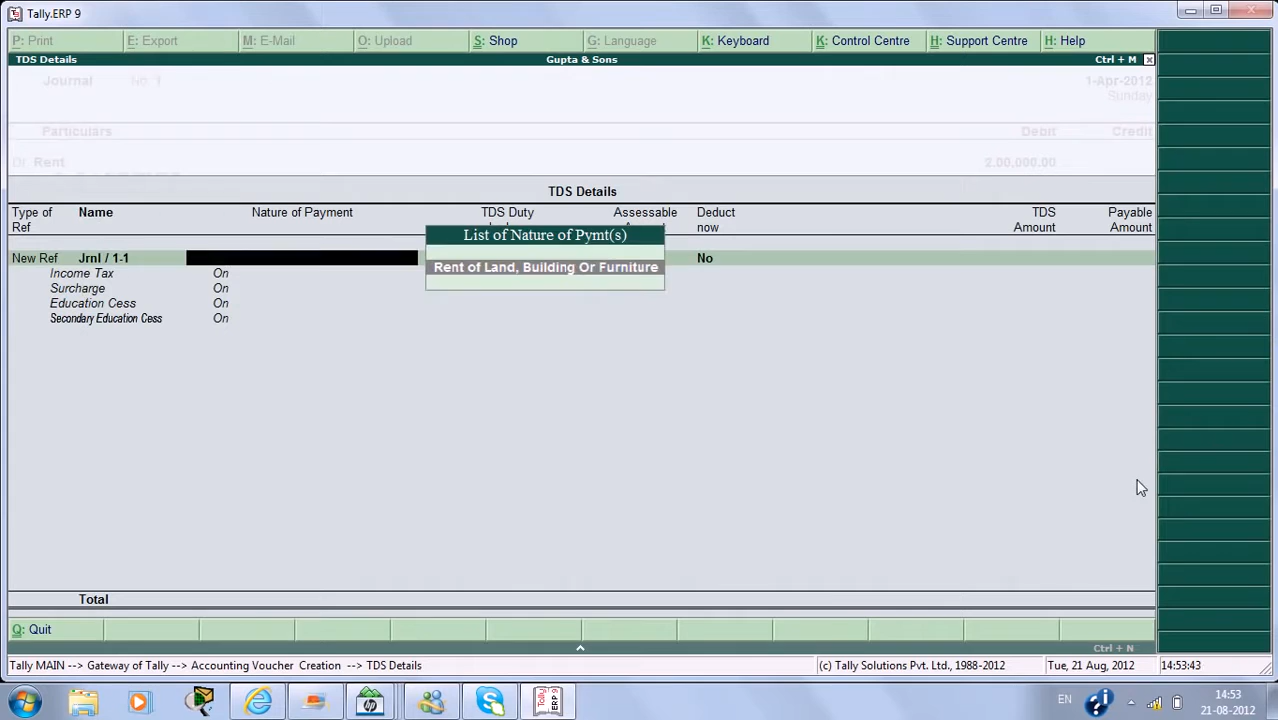 Tally.ERP 9
P: Print E: Export M: E-Mail O: Upload S: Shop G: Language K: Keyboard K: Control Centre H: Support Centre H: Help
TDS Details Gupta & Sons Ctrl + M
Journal No. 1 1-Apr-2012
Sunday
Particulars Debit Credit
Dr Rent 2,00,000.00
TDS Details
Type of Name Nature of Payment TDS Duty Assessable Deduct TDS Payable
Ref now Amount Amount
List of Nature of Pymt(s)
New Ref Jrnl / 1-1 No
Rent of Land, Building Or Furniture
Income Tax On
Surcharge On
Education Cess On
Secondary Education Cess On
Total
Q: Quit
Ctrl + N
Tally MAIN --> Gateway of Tally --> Accounting Voucher Creation --> TDS Details (c) Tally Solutions Pvt. Ltd., 1988-2012 Tue, 21 Aug, 2012 14:53:43
EN 14:53
21-08-2012